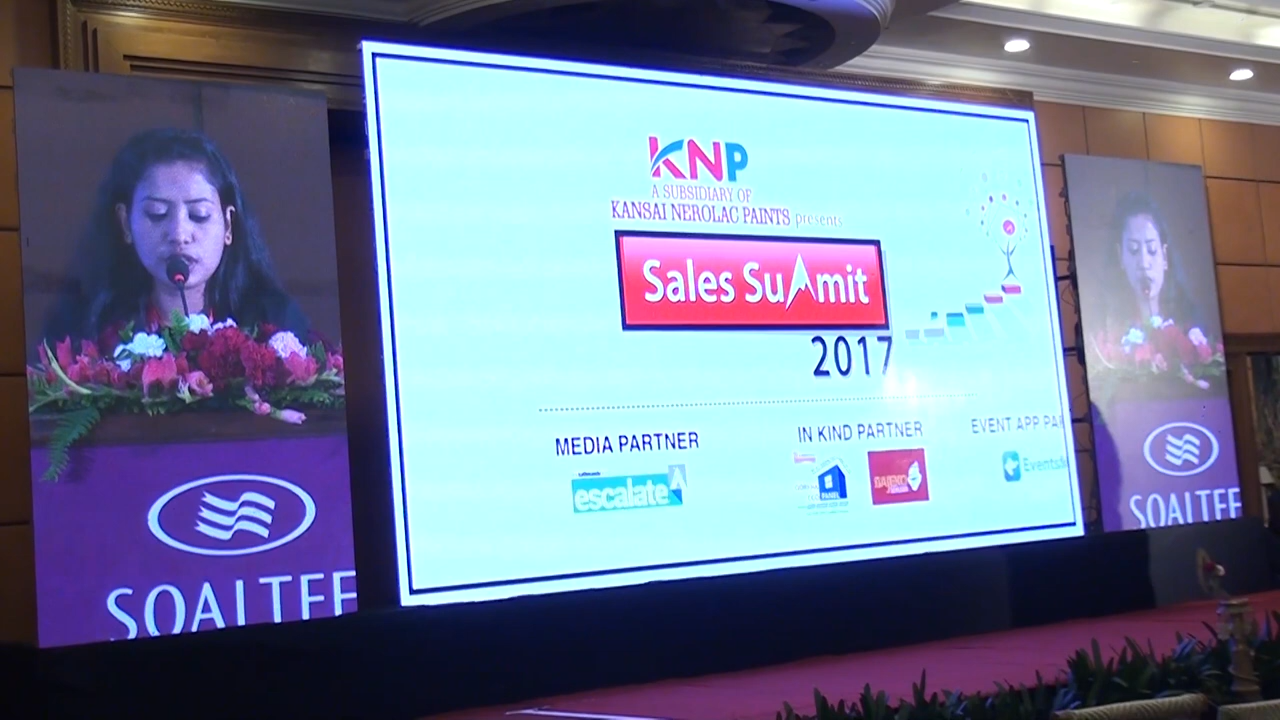 KNP
A SUBSIDIARY OF
KANSAI NEROLAC PAINTS presents
Sales Summit
2017
MEDIA PARTNER
IN KIND PARTNER
EVENT APP PA
escalate A
PANEL
SOALTEE
SOALTEE